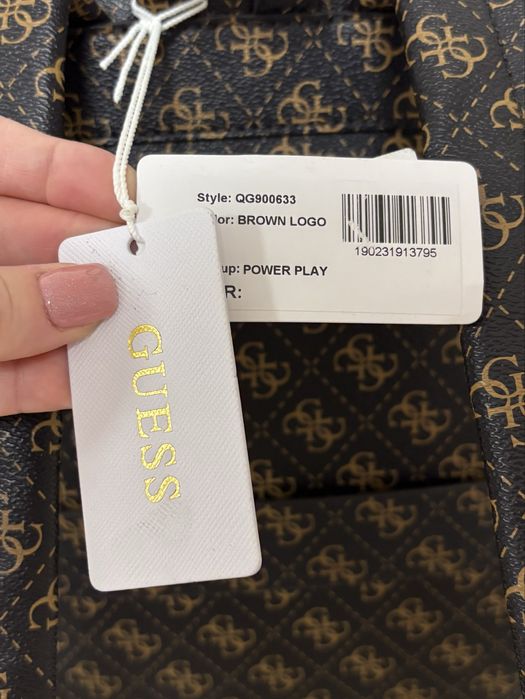 Style: QG900633
lor: BROWN LOGO
190231913795
up: POWER PLAY
R:
GUESS